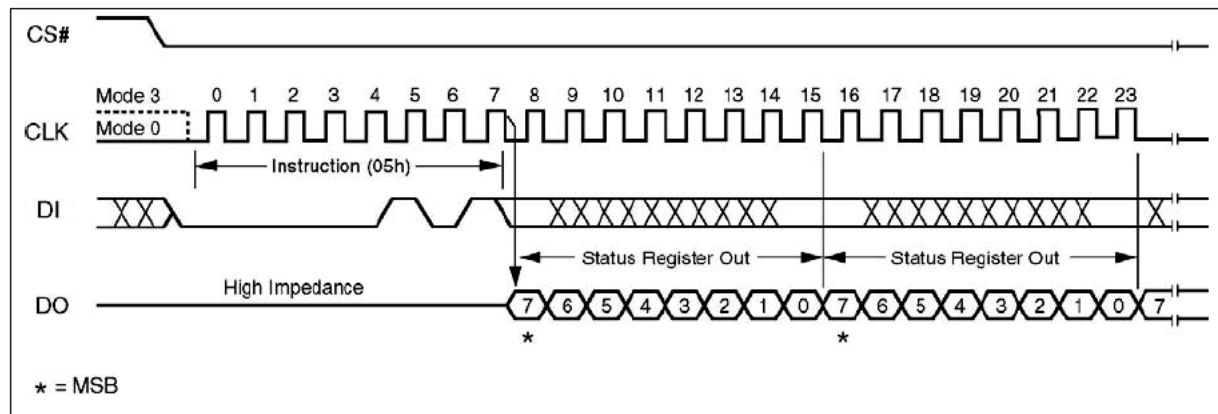 CS#
Mode 3
0 1 2 3 4 5 6 7 8 9 10 11 12 13 14 15 16 17 18 19 20 21 22 23
CLK
Mode 0
Instruction (05h)
DI
Status Register Out
Status Register Out
High Impedance
DO
7 6 5 4 3 2 1 0 7 6 5 4 3 2 1 0 7
* *
* = MSB